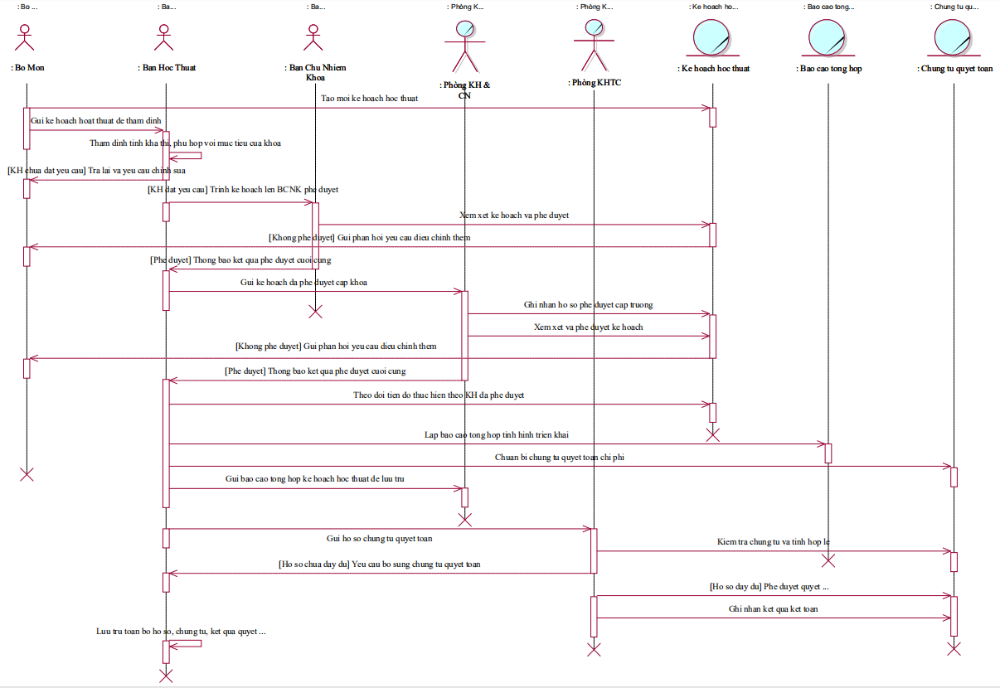 : Bo ...
: Ba...
: Ba...
: Phòng K...
: Phòng K...
: Ke hoach ho...
: Bao cao tong...
: Chung tu qu...
: Bo Mon
: Ban Hoc Thuat
: Ban Chu Nhiem
Khoa
: Phòng KH &
CN
: Phòng KHTC
: Ke hoach hoc thuat
: Bao cao tong hop
: Chung tu quyet toan
Tao moi ke hoach hoc thuat
Gui ke hoach hoat thuat de tham dinh
Tham dinh tinh kha thi, phu hop voi muc tieu cua khoa
[KH chua dat yeu cau] Tra lai va yeu cau chinh sua
[KH dat yeu cau] Trinh ke hoach len BCNK phe duyet
Xem xet ke hoach va phe duyet
[Khong phe duyet] Gui phan hoi yeu cau dieu chinh them
[Phe duyet] Thong bao ket qua phe duyet cuoi cung
Gui ke hoach da phe duyet cap khoa
Ghi nhan ho so phe duyet cap truong
Xem xet va phe duyet ke hoach
[Khong phe duyet] Gui phan hoi yeu cau dieu chinh them
[Phe duyet] Thong bao ket qua phe duyet cuoi cung
Theo doi tien do thuc hien theo KH da phe duyet
Lap bao cao tong hop tinh hinh trien khai
Chuan bi chung tu quyet toan chi phi
Gui bao cao tong hop ke hoach hoc thuat de luu tru
Gui ho so chung tu quyet toan
Kiem tra chung tu va tinh hop le
[Ho so chua day du] Yeu cau bo sung chung tu quyet toan
[Ho so day du] Phe duyet quyet ...
Ghi nhan ket qua ket toan
Luu tru toan bo ho so, chung tu, ket qua quyet ...